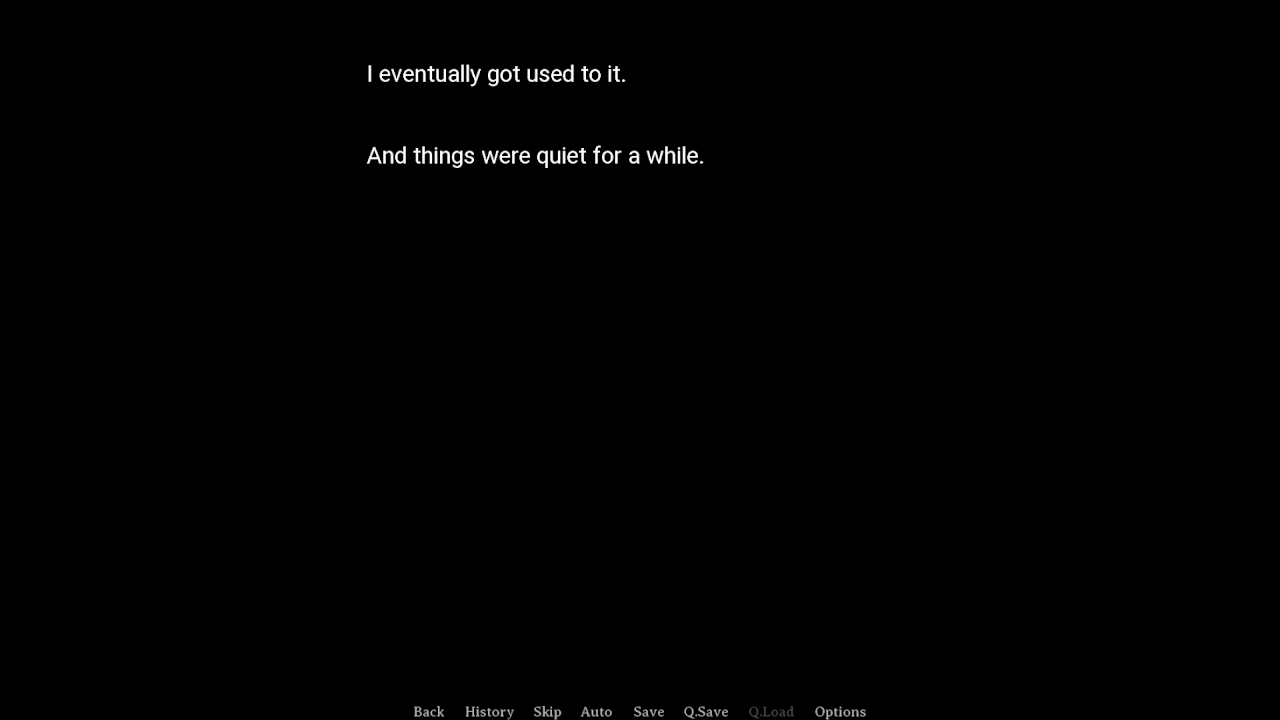 I eventually got used to it.
And things were quiet for a while.
Back History Skip Auto Save Q.Save Q.Load Options